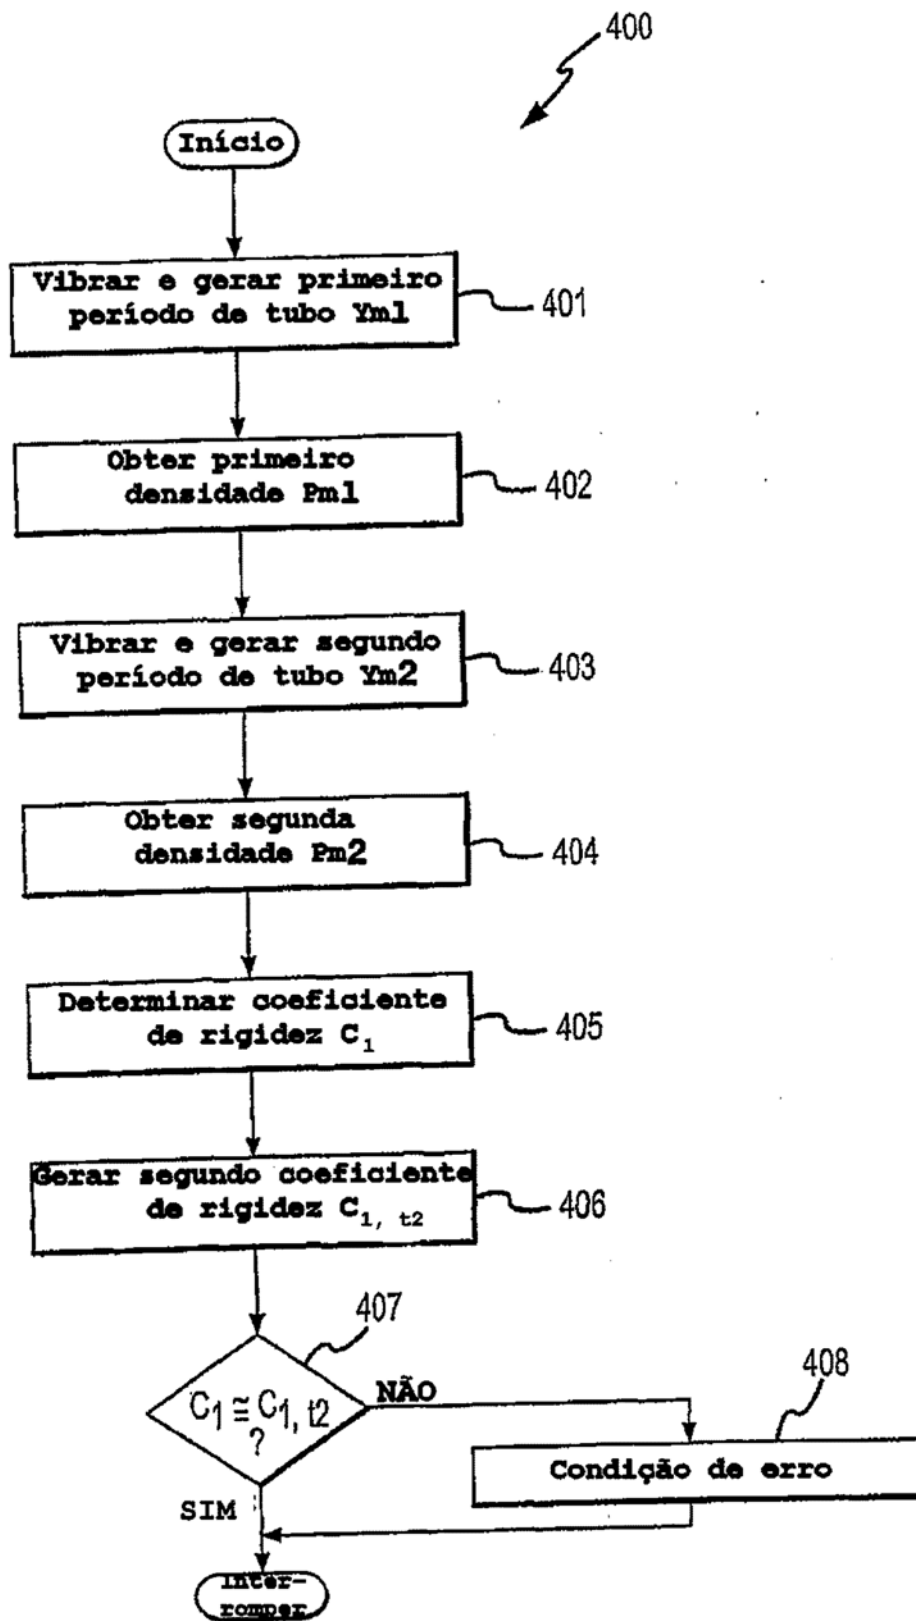 400
Início
Vibrar e gerar primeiro
período de tubo Ym1
401
Obter primeiro
densidade Pm1
402
Vibrar e gerar segundo
período de tubo Ym2
403
Obter segunda
densidade Pm2
404
Determinar coeficiente
de rigidez C₁
405
Gerar segundo coeficiente
de rigidez C₁, t2
406
407
C₁ ≅ C₁, t2
?
NÃO
408
Condição de erro
SIM
Inter-
romper